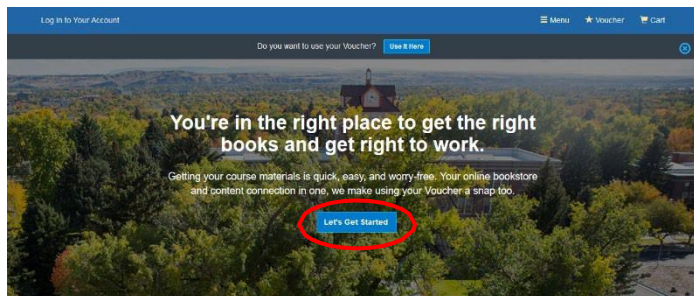 Log In to Your Account
Menu
Voucher
Cart
Do you want to use your Voucher?
Use It Here
You're in the right place to get the right
books and get right to work.
Getting your course materials is quick, easy, and worry-free. Your online bookstore
and content connection in one, we make using your Voucher a snap too.
Let's Get Started